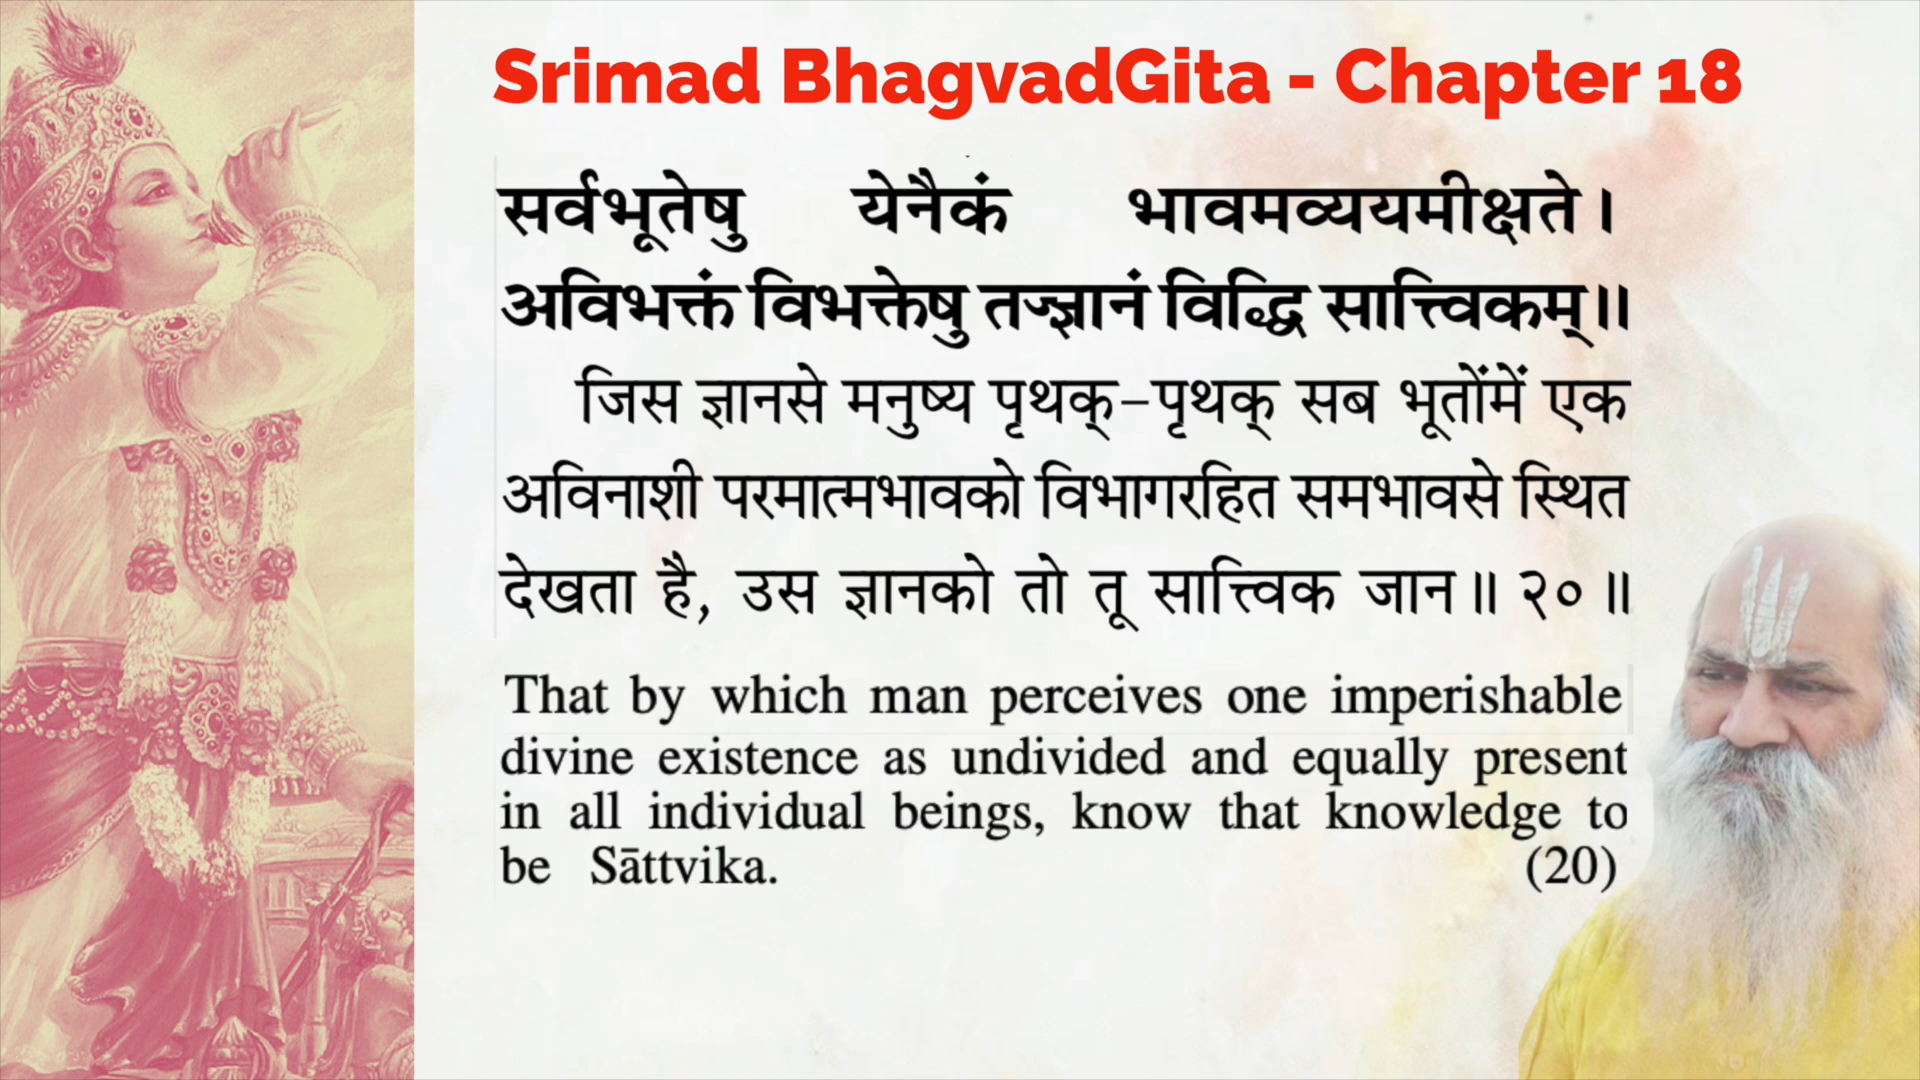 Srimad BhagvadGita - Chapter 18
सर्वभूतेषु येनैकं भावमव्ययमीक्षते।
अविभक्तं विभक्तेषु तज्ज्ञानं विद्धि सात्त्विकम्॥
जिस ज्ञानसे मनुष्य पृथक्-पृथक् सब भूतोंमें एक
अविनाशी परमात्मभावको विभागरहित समभावसे स्थित
देखता है, उस ज्ञानको तो तू सात्त्विक जान॥ २०॥
That by which man perceives one imperishable
divine existence as undivided and equally present
in all individual beings, know that knowledge to
be Sāttvika. (20)